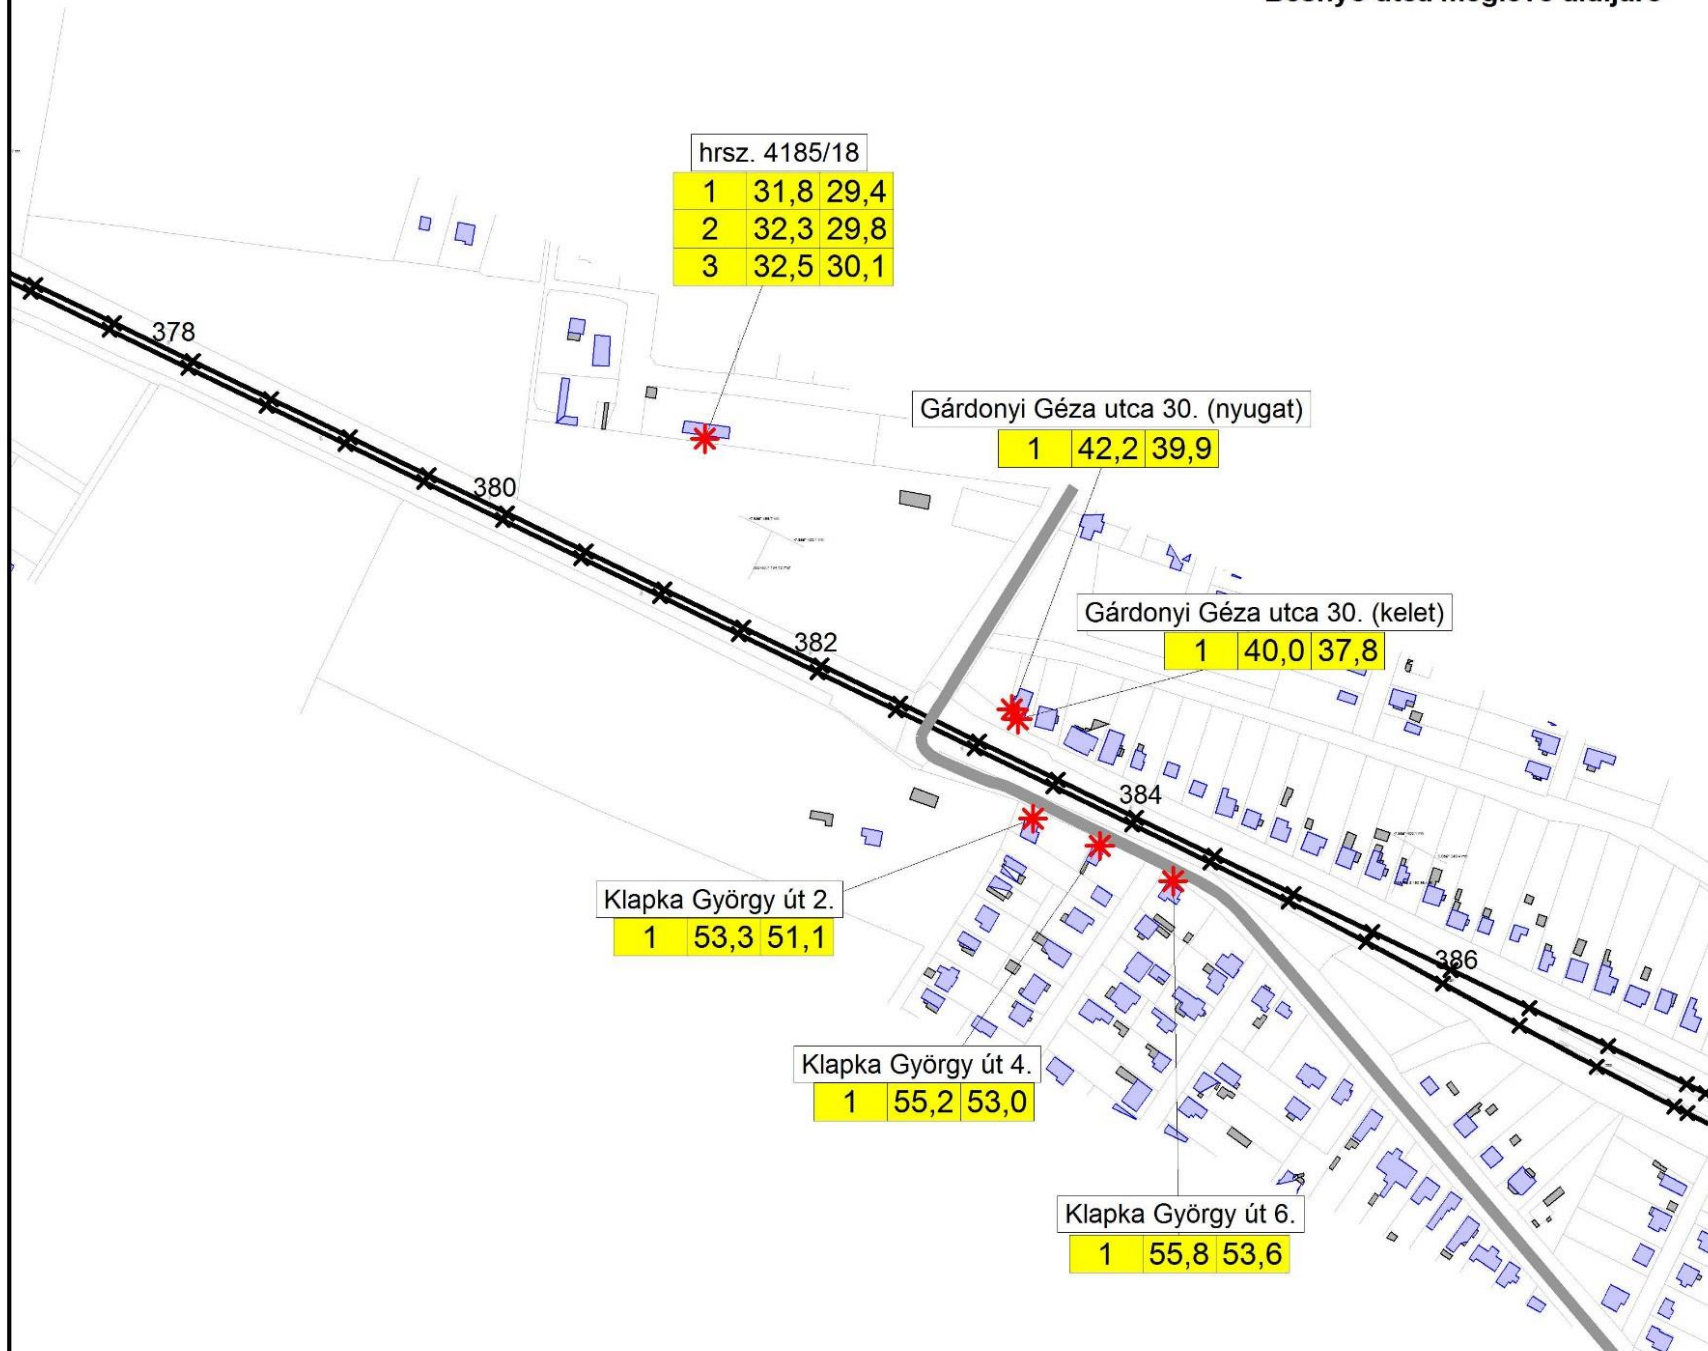 hrsz. 4185/18
1 31,8 29,4
2 32,3 29,8
3 32,5 30,1
378
Gárdonyi Géza utca 30. (nyugat)
1 42,2 39,9
380
Gárdonyi Géza utca 30. (kelet)
1 40,0 37,8
382
384
Klapka György út 2.
1 53,3 51,1
386
Klapka György út 4.
1 55,2 53,0
Klapka György út 6.
1 55,8 53,6